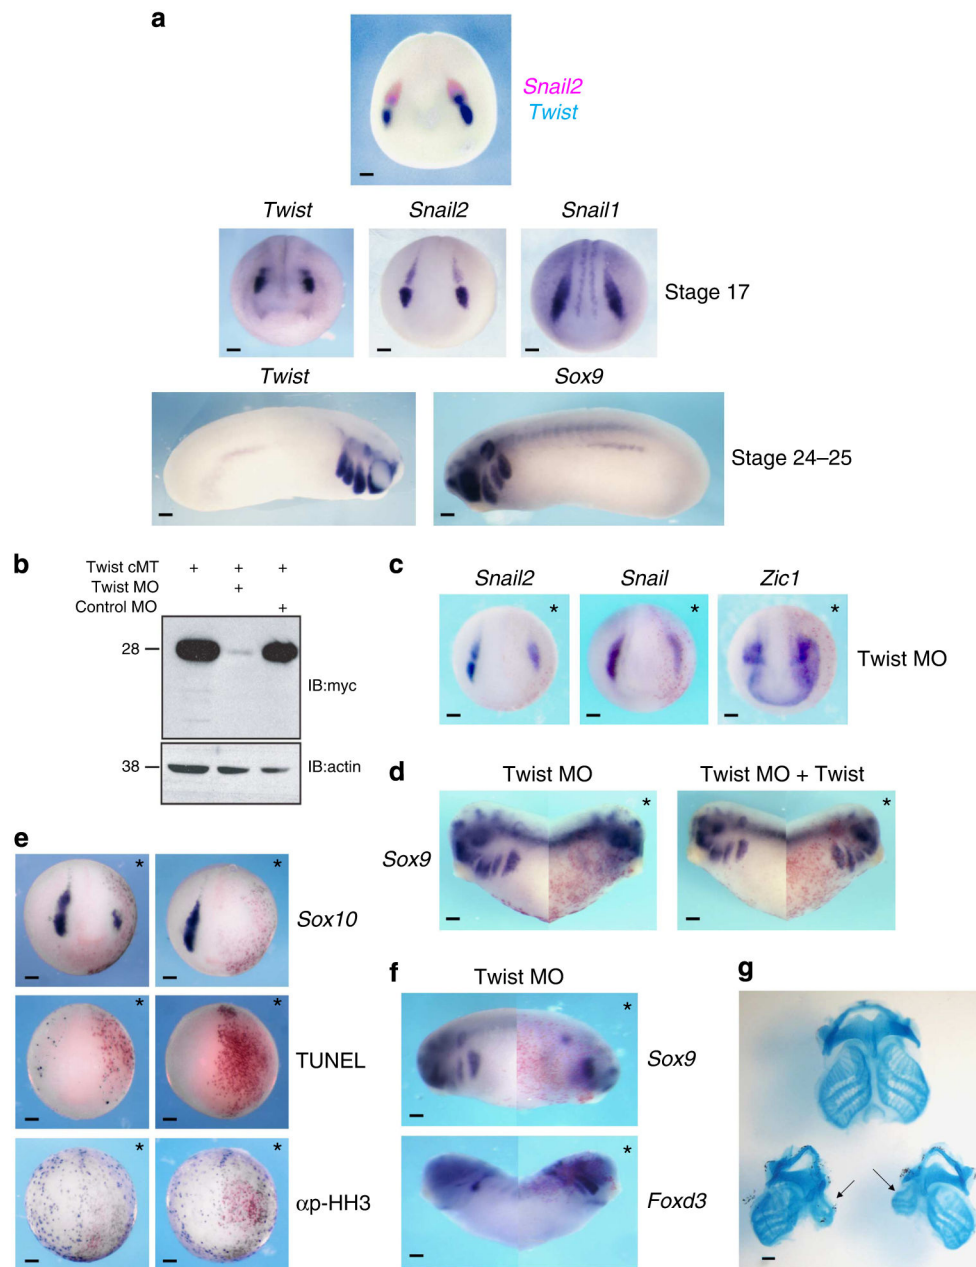 a
Snail2
Twist
Twist Snail2 Snail1
Stage 17
Twist Sox9
Stage 24–25
b
Twist cMT + + +
Twist MO +
Control MO +
28
IB:myc
38
IB:actin
c
Snail2 Snail Zic1
* * *
Twist MO
d
Twist MO Twist MO + Twist
* *
Sox9
e
* *
Sox10
* *
TUNEL
* *
αp-HH3
f
Twist MO
*
Sox9
*
Foxd3
g